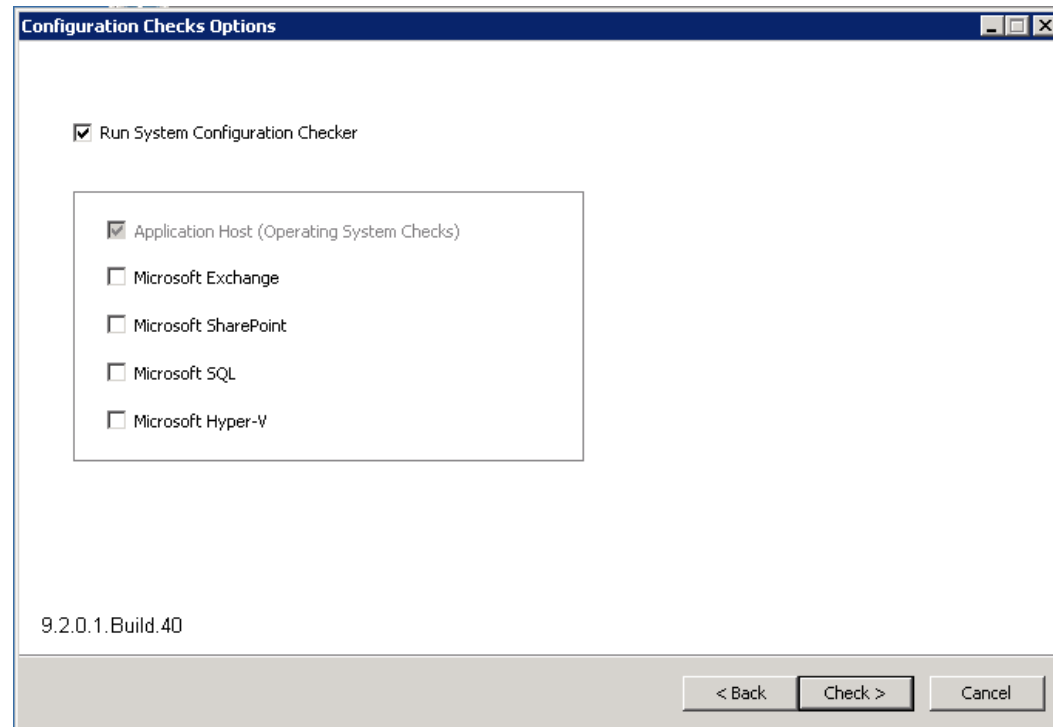 Configuration Checks Options
Run System Configuration Checker
Application Host (Operating System Checks)
Microsoft Exchange
Microsoft SharePoint
Microsoft SQL
Microsoft Hyper-V
9.2.0.1.Build.40
< Back Check > Cancel